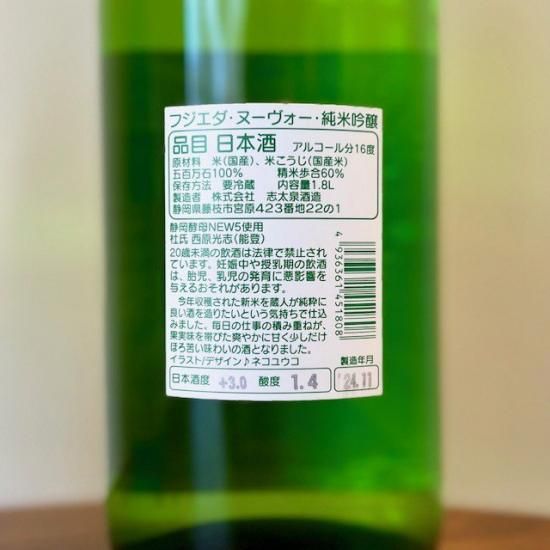 フジエダ・ヌーヴォー・純米吟醸
品目 日本酒 アルコール分16度
原材料 米(国産)、米こうじ(国産米)
五百万石100% 精米歩合60%
保存方法 要冷蔵 内容量1.8L
製造者 株式会社 志太泉酒造
静岡県藤枝市宮原423番地22の1
静岡酵母NEW5使用
杜氏 西原光志(能登)
20歳未満の飲酒は法律で禁止され
ています。妊娠中や授乳期の飲酒
は、胎児、乳児の発育に悪影響を
与えるおそれがあります。
今年収穫された新米を蔵人が純粋に
良い酒を造りたいという気持ちで仕込
みました。毎日の仕事の積み重ねが、
果実味を帯びた爽やかに甘く少しだけ
ほろ苦い味わいの酒となりました。
イラスト/デザイン♪ネコユウコ
日本酒度 +3.0 酸度 1.4
製造年月
'24.11
4936361451808